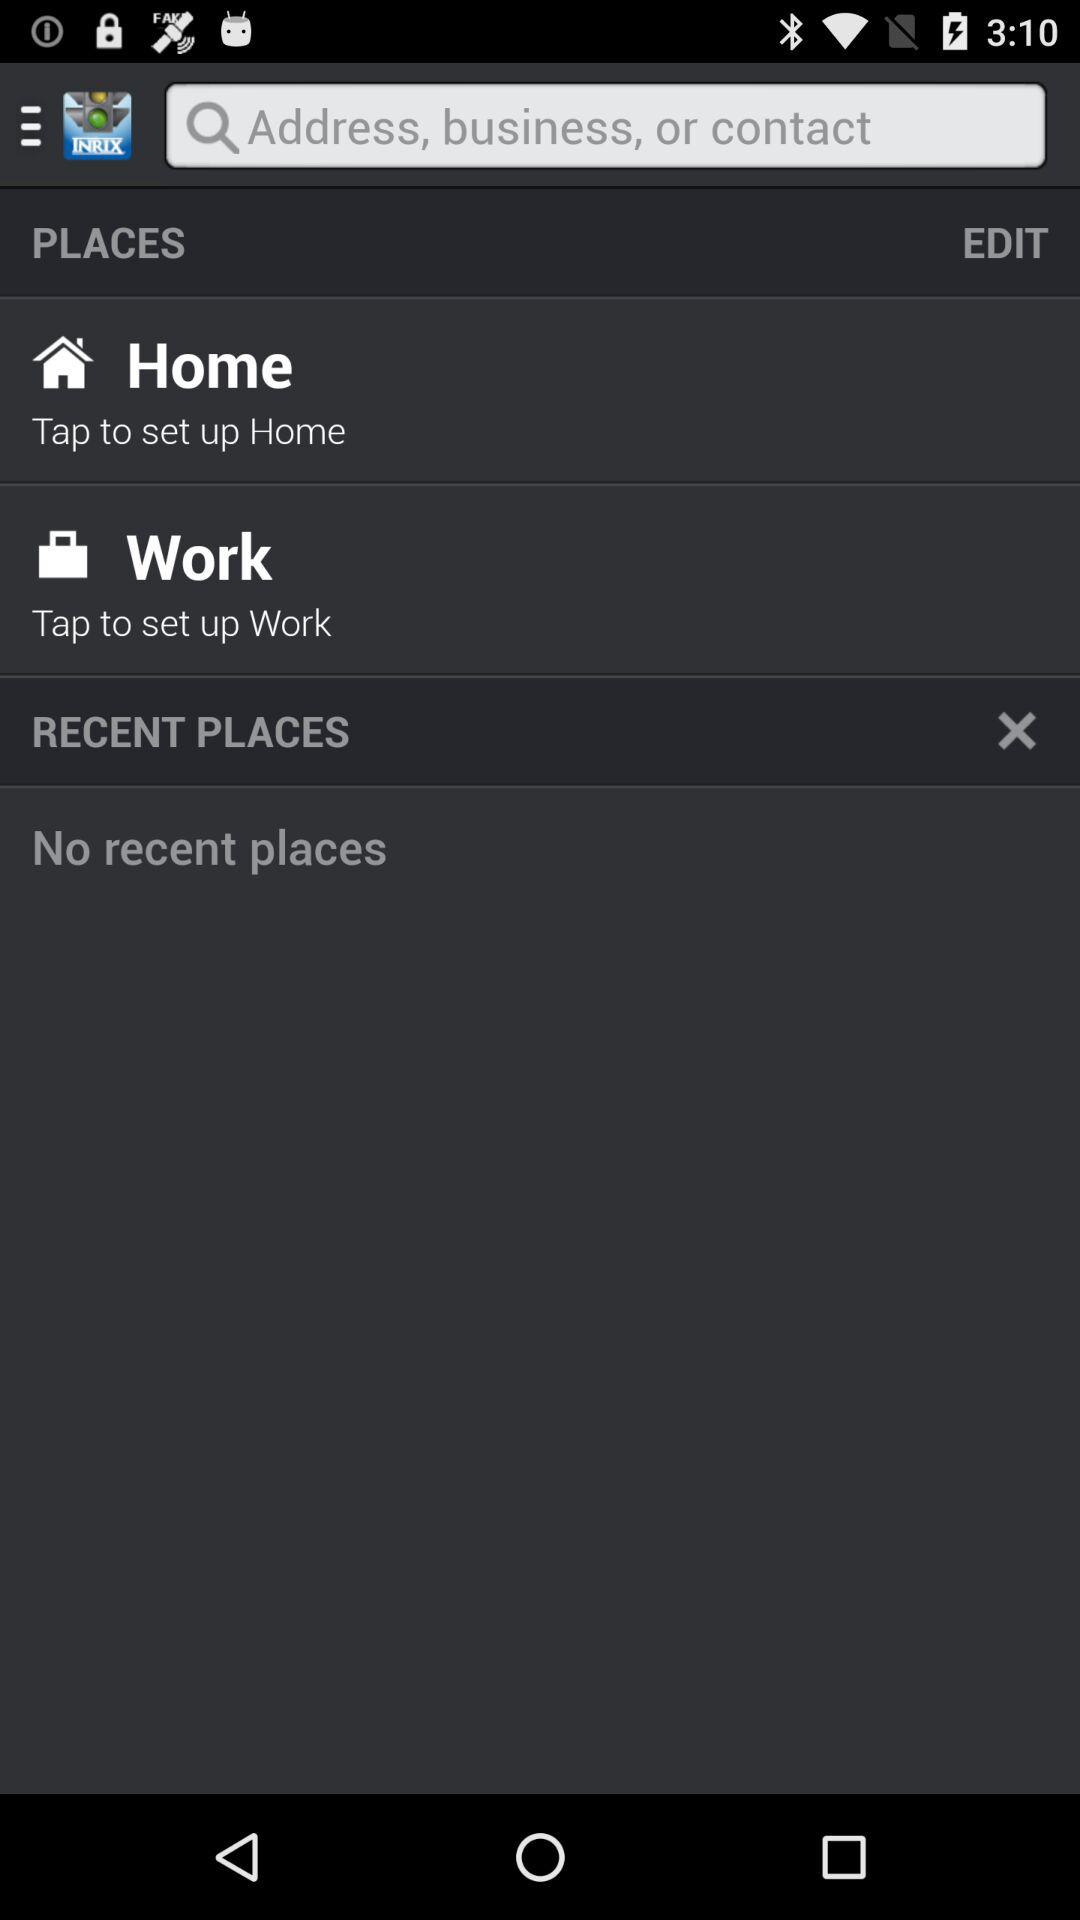 FAKE
3:10
INRIX
Address, business, or contact
PLACES
EDIT
Home
Tap to set up Home
Work
Tap to set up Work
RECENT PLACES
No recent places